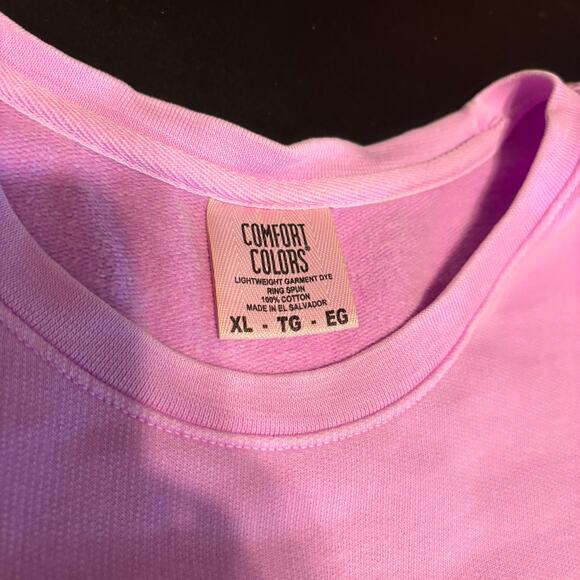 COMFORT
COLORS®
LIGHTWEIGHT GARMENT DYE
RING SPUN
100% COTTON
MADE IN EL SALVADOR
XL - TG - EG